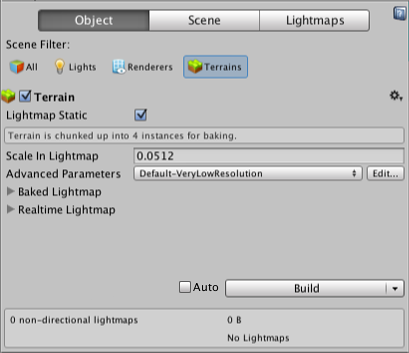 Object Scene Lightmaps
Scene Filter:
All Lights Renderers Terrains
Terrain
Lightmap Static
Terrain is chunked up into 4 instances for baking.
Scale In Lightmap 0.0512
Advanced Parameters Default-VeryLowResolution Edit...
Baked Lightmap
Realtime Lightmap
Auto Build
0 non-directional lightmaps 0 B
No Lightmaps